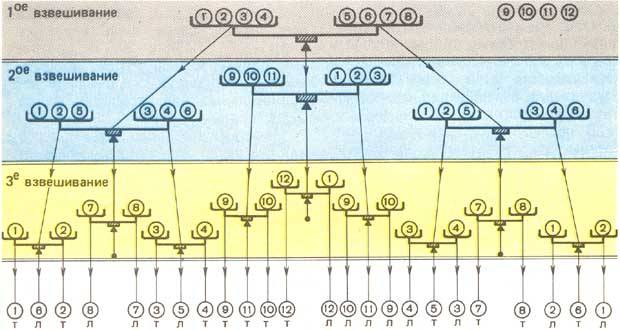 1ое взвешивание
1 2 3 4 5 6 7 8 9 10 11 12
2ое взвешивание
9 10 11 1 2 3
1 2 5 3 4 6 1 2 5 3 4 6
3е взвешивание
12 1
7 8 9 10 9 10 7 8
1 2 3 4 3 4 1 2
1 6 2 8 7 3 5 4 9 11 10 12 12 10 11 9 4 5 3 7 8 2 6 1
т л т л л т л т т т т т л л л л л т л т т л л л